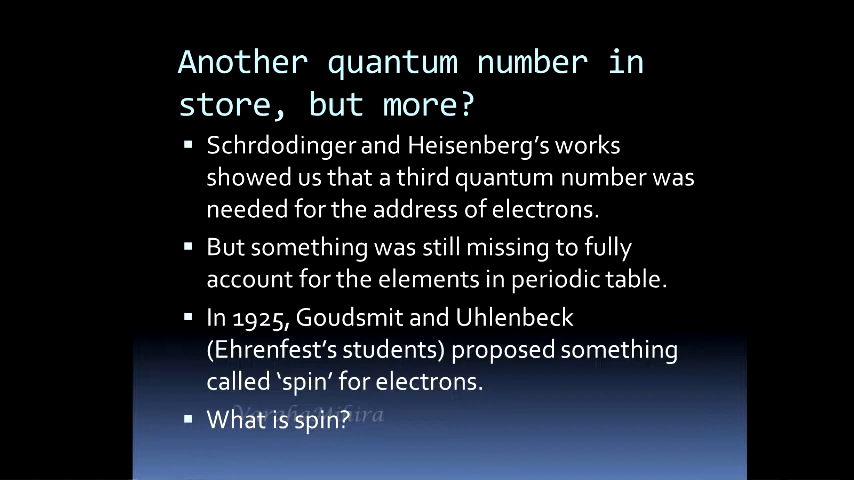 Another quantum number in
store, but more?
▪ Schrdodinger and Heisenberg's works
showed us that a third quantum number was
needed for the address of electrons.
▪ But something was still missing to fully
account for the elements in periodic table.
▪ In 1925, Goudsmit and Uhlenbeck
(Ehrenfest's students) proposed something
called ‘spin’ for electrons.
▪ What is spin?